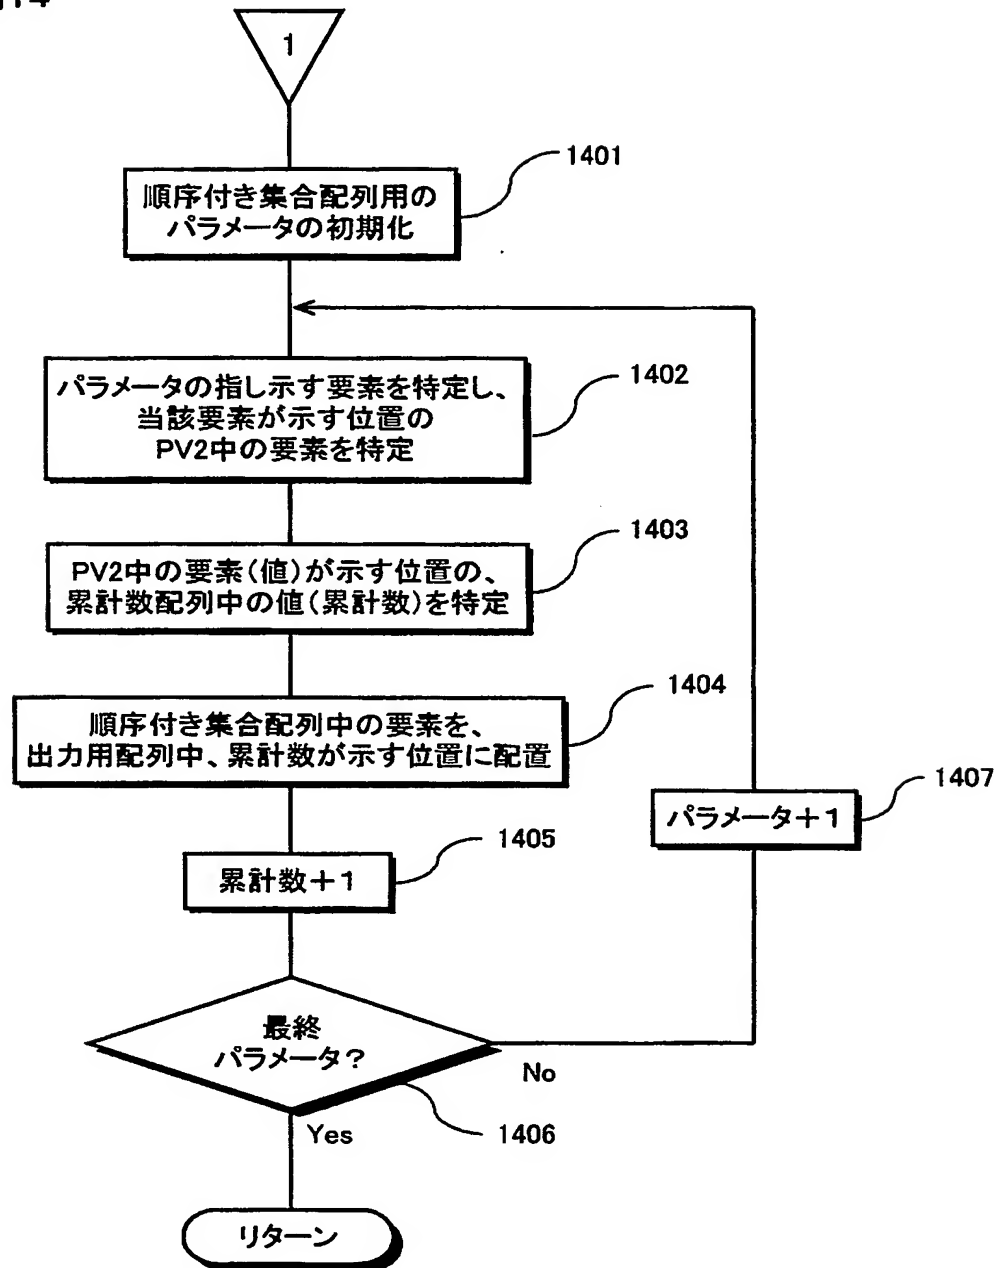 1
1401
順序付き集合配列用の
パラメータの初期化
1402
パラメータの指し示す要素を特定し、
当該要素が示す位置の
PV2中の要素を特定
1403
PV2中の要素(値)が示す位置の、
累計数配列中の値(累計数)を特定
1404
順序付き集合配列中の要素を、
出力用配列中、累計数が示す位置に配置
1407
パラメータ+1
1405
累計数+1
最終
パラメータ?
No
1406
Yes
リターン